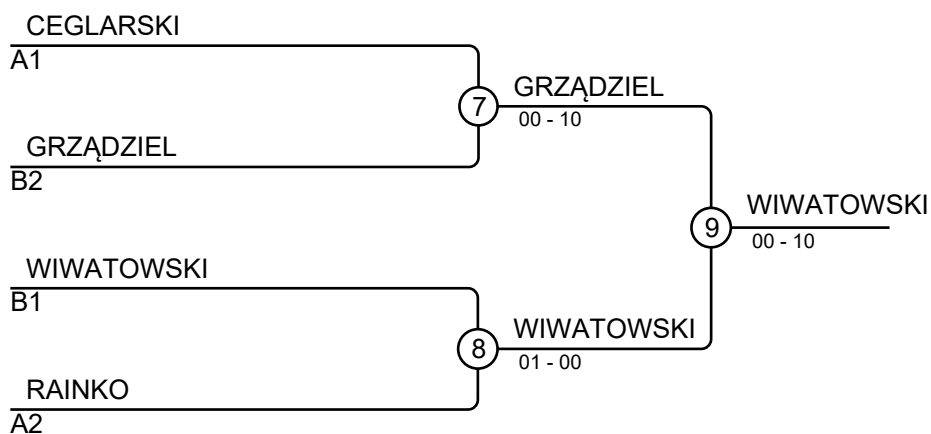 CEGLARSKI
A1
7
GRZĄDZIEL
00 - 10
GRZĄDZIEL
B2
9
WIWATOWSKI
00 - 10
WIWATOWSKI
B1
8
WIWATOWSKI
01 - 00
RAINKO
A2